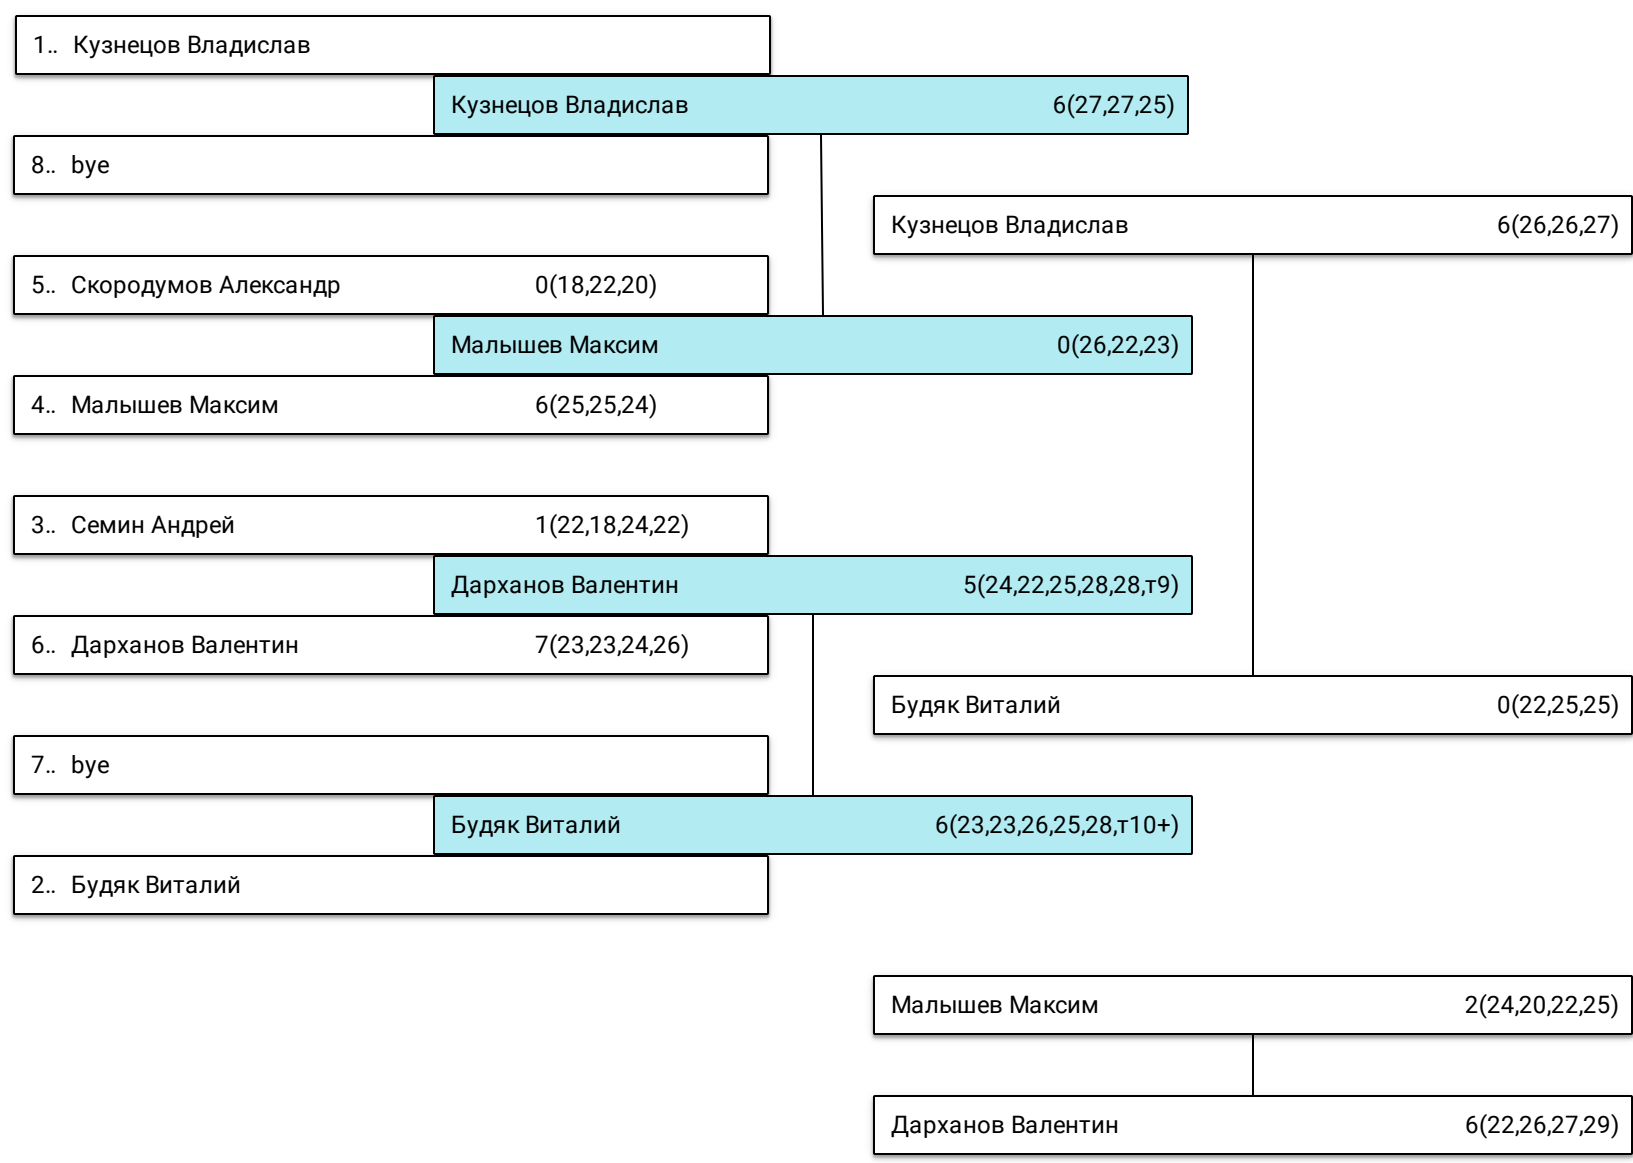 1.. Кузнецов Владислав
Кузнецов Владислав 6(27,27,25)
8.. bye
Кузнецов Владислав 6(26,26,27)
5.. Скородумов Александр 0(18,22,20)
Малышев Максим 0(26,22,23)
4.. Малышев Максим 6(25,25,24)
3.. Семин Андрей 1(22,18,24,22)
Дарханов Валентин 5(24,22,25,28,28,т9)
6.. Дарханов Валентин 7(23,23,24,26)
Будяк Виталий 0(22,25,25)
7.. bye
Будяк Виталий 6(23,23,26,25,28,т10+)
2.. Будяк Виталий
Малышев Максим 2(24,20,22,25)
Дарханов Валентин 6(22,26,27,29)